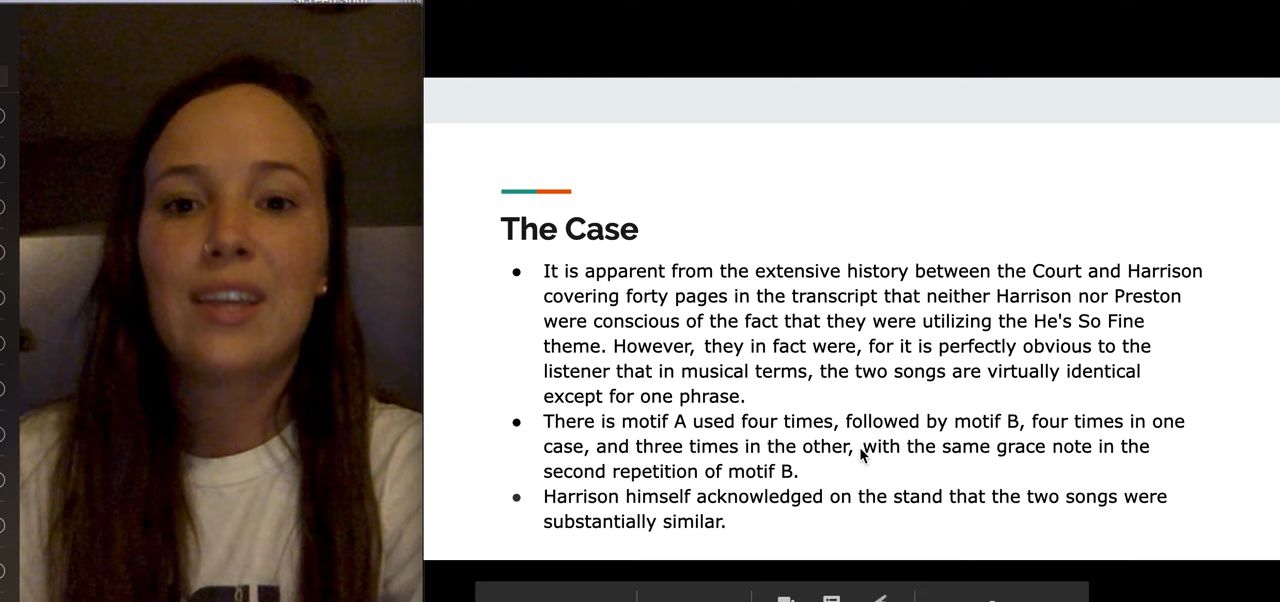 The Case
● It is apparent from the extensive history between the Court and Harrison
covering forty pages in the transcript that neither Harrison nor Preston
were conscious of the fact that they were utilizing the He's So Fine
theme. However, they in fact were, for it is perfectly obvious to the
listener that in musical terms, the two songs are virtually identical
except for one phrase.
● There is motif A used four times, followed by motif B, four times in one
case, and three times in the other, with the same grace note in the
second repetition of motif B.
● Harrison himself acknowledged on the stand that the two songs were
substantially similar.